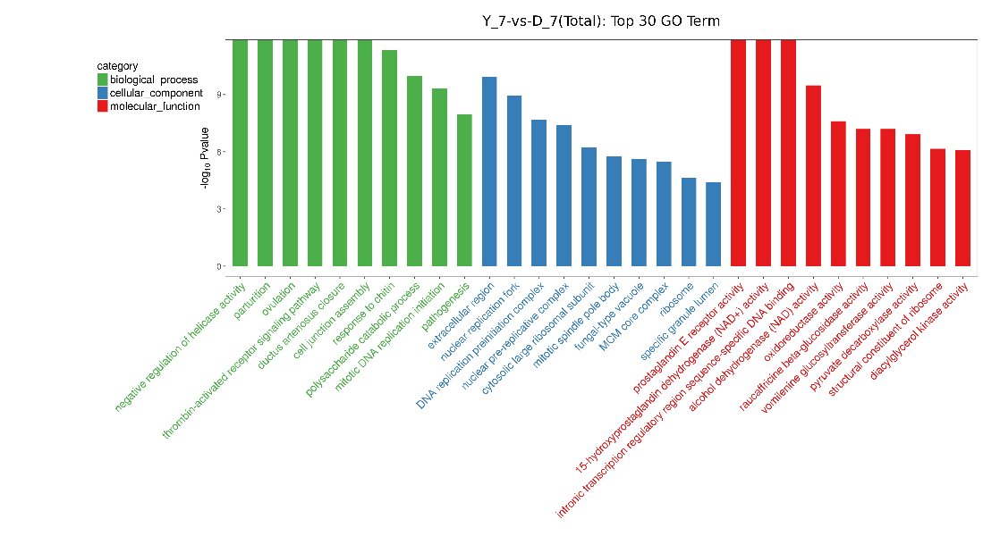 Y_7-vs-D_7(Total): Top 30 GO Term
category
biological_process
cellular_component
molecular_function
-log10 Pvalue
9
6
3
0
negative regulation of helicase activity
parturition
ovulation
thrombin-activated receptor signaling pathway
ductus arteriosus closure
cell junction assembly
response to chitin
polysaccharide catabolic process
mitotic DNA replication initiation
pathogenesis
extracellular region
nuclear replication fork
DNA replication preinitiation complex
nuclear pre-replicative complex
cytosolic large ribosomal subunit
mitotic spindle pole body
fungal-type vacuole
MOM core complex
ribosome
specific granule lumen
prostaglandin E receptor activity
15-hydroxyprostaglandin dehydrogenase (NAD+) activity
intronic transcription regulatory region sequence-specific DNA binding
alcohol dehydrogenase (NAD) activity
oxidoreductase activity
raucaffricine beta-glucosidase activity
vomilenine glucosyltransferase activity
pyruvate decarboxylase activity
structural constituent of ribosome
diacylglycerol kinase activity